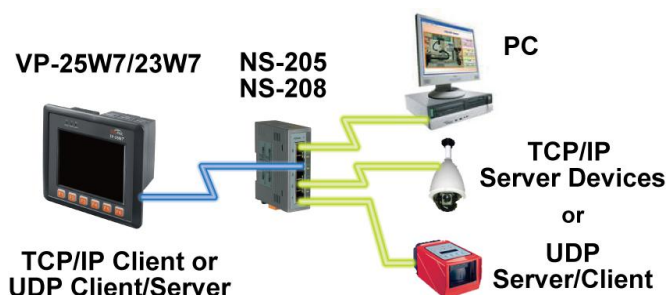 VP-25W7/23W7
NS-205
NS-208
PC
TCP/IP
Server Devices
or
UDP
Server/Client
TCP/IP Client or
UDP Client/Server